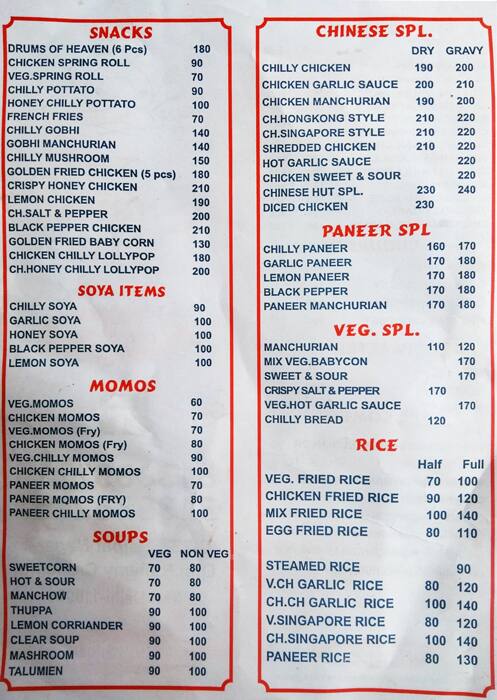 SNACKS
DRUMS OF HEAVEN (6 Pcs) 180
CHICKEN SPRING ROLL 90
VEG.SPRING ROLL 70
CHILLY POTTATO 90
HONEY CHILLY POTTATO 100
FRENCH FRIES 70
CHILLY GOBHI 140
GOBHI MANCHURIAN 140
CHILLY MUSHROOM 150
GOLDEN FRIED CHICKEN (5 pcs) 180
CRISPY HONEY CHICKEN 210
LEMON CHICKEN 190
CH.SALT & PEPPER 200
BLACK PEPPER CHICKEN 210
GOLDEN FRIED BABY CORN 130
CHICKEN CHILLY LOLLYPOP 180
CH.HONEY CHILLY LOLLYPOP 200
SOYA ITEMS
CHILLY SOYA 90
GARLIC SOYA 100
HONEY SOYA 100
BLACK PEPPER SOYA 100
LEMON SOYA 100
MOMOS
VEG.MOMOS 60
CHICKEN MOMOS 70
VEG.MOMOS (Fry) 70
CHICKEN MOMOS (Fry) 80
VEG.CHILLY MOMOS 90
CHICKEN CHILLY MOMOS 100
PANEER MOMOS 70
PANEER MOMOS (FRY) 80
PANEER CHILLY MOMOS 100
SOUPS
VEG NON VEG
SWEETCORN 70 80
HOT & SOUR 70 80
MANCHOW 70 80
THUPPA 90 100
LEMON CORRIANDER 90 100
CLEAR SOUP 90 100
MASHROOM 90 100
TALUMIEN 90 100
CHINESE SPL.
DRY GRAVY
CHILLY CHICKEN 190 200
CHICKEN GARLIC SAUCE 200 210
CHICKEN MANCHURIAN 190 200
CH.HONGKONG STYLE 210 220
CH.SINGAPORE STYLE 210 220
SHREDDED CHICKEN 210 220
HOT GARLIC SAUCE 220
CHICKEN SWEET & SOUR 220
CHINESE HUT SPL. 230 240
DICED CHICKEN 230
PANEER SPL
CHILLY PANEER 160 170
GARLIC PANEER 170 180
LEMON PANEER 170 180
BLACK PEPPER 170 180
PANEER MANCHURIAN 170 180
VEG. SPL.
MANCHURIAN 110 120
MIX VEG.BABYCON 170
SWEET & SOUR 170
CRISPY SALT & PEPPER 170
VEG.HOT GARLIC SAUCE 170
CHILLY BREAD 120
RICE
Half Full
VEG. FRIED RICE 70 100
CHICKEN FRIED RICE 90 120
MIX FRIED RICE 100 140
EGG FRIED RICE 80 110
STEAMED RICE 90
V.CH GARLIC RICE 80 120
CH.CH GARLIC RICE 100 140
V.SINGAPORE RICE 80 120
CH.SINGAPORE RICE 100 140
PANEER RICE 80 130